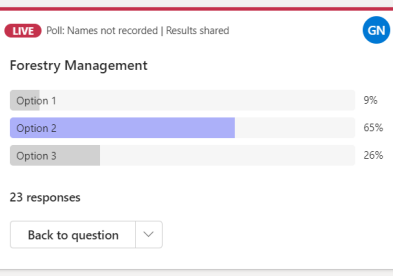 LIVE Poll: Names not recorded | Results shared GN
Forestry Management
Option 1 9%
Option 2 65%
Option 3 26%
23 responses
Back to question